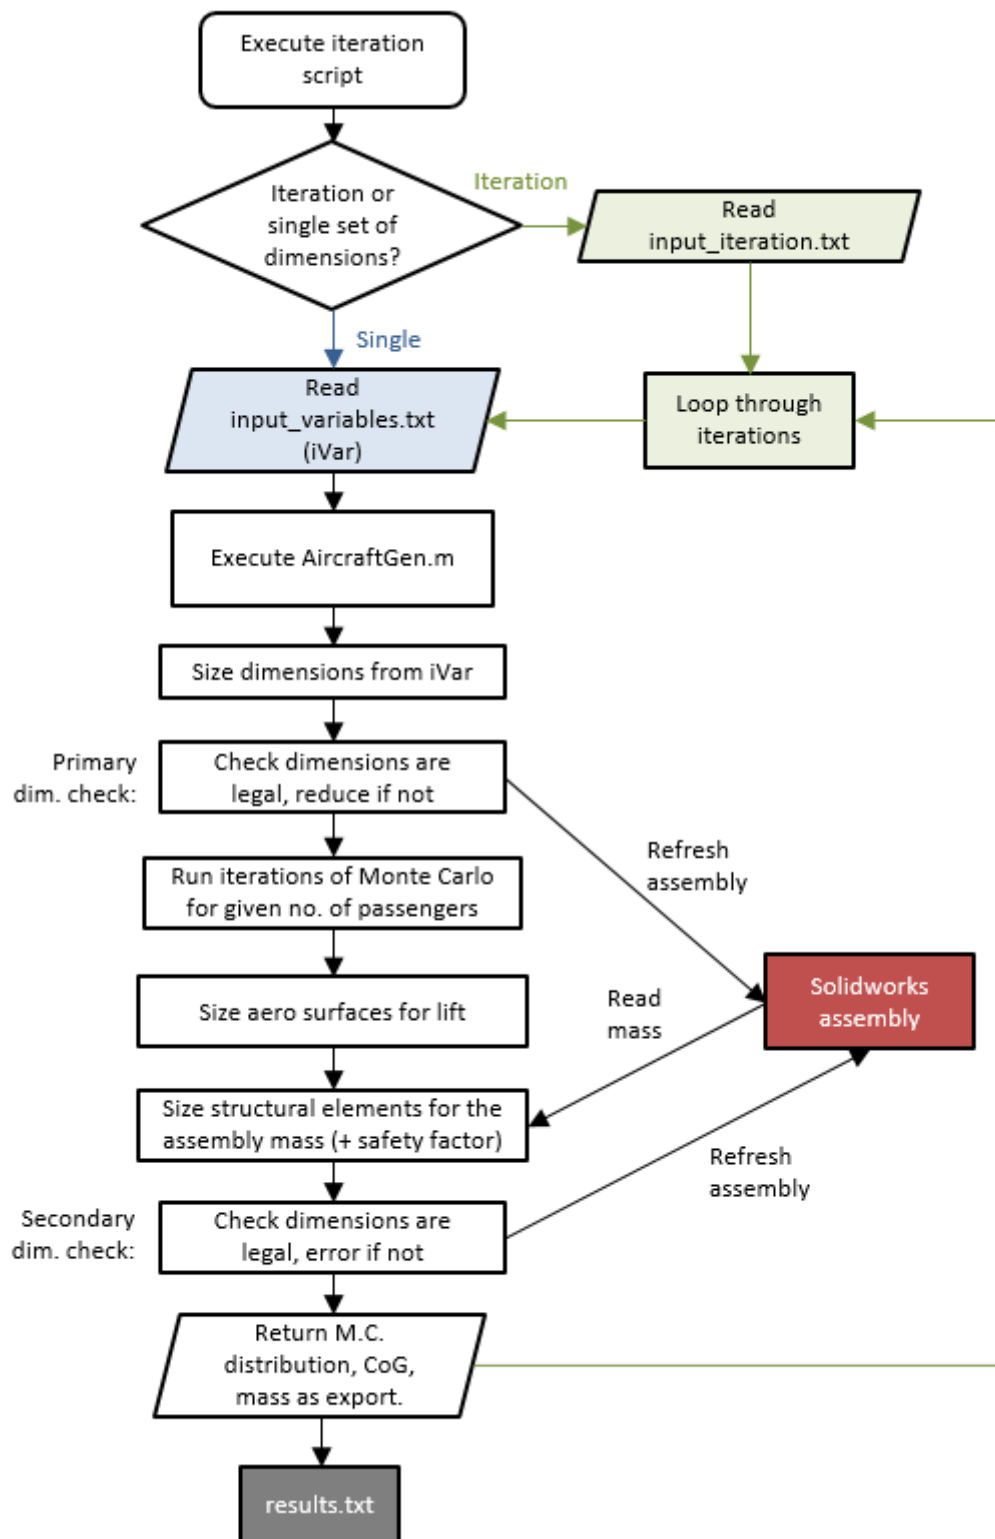 Execute iteration
script
Iteration or
single set of
dimensions?
Iteration
Read
input_iteration.txt
Single
Read
input_variables.txt
(iVar)
Loop through
iterations
Execute AircraftGen.m
Size dimensions from iVar
Primary
dim. check:
Check dimensions are
legal, reduce if not
Refresh
assembly
Run iterations of Monte Carlo
for given no. of passengers
Size aero surfaces for lift
Read
mass
Solidworks
assembly
Size structural elements for the
assembly mass (+ safety factor)
Refresh
assembly
Secondary
dim. check:
Check dimensions are
legal, error if not
Return M.C.
distribution, CoG,
mass as export.
results.txt